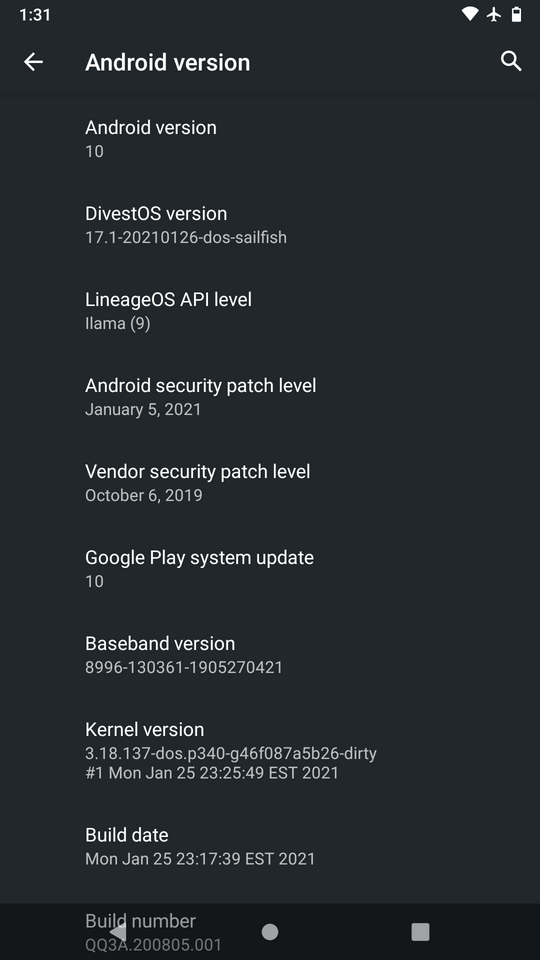 1:31
Android version
Android version
10
DivestOS version
17.1-20210126-dos-sailfish
LineageOS API level
Ilama (9)
Android security patch level
January 5, 2021
Vendor security patch level
October 6, 2019
Google Play system update
10
Baseband version
8996-130361-1905270421
Kernel version
3.18.137-dos.p340-g46f087a5b26-dirty
#1 Mon Jan 25 23:25:49 EST 2021
Build date
Mon Jan 25 23:17:39 EST 2021
Build number
QQ3A.200805.001